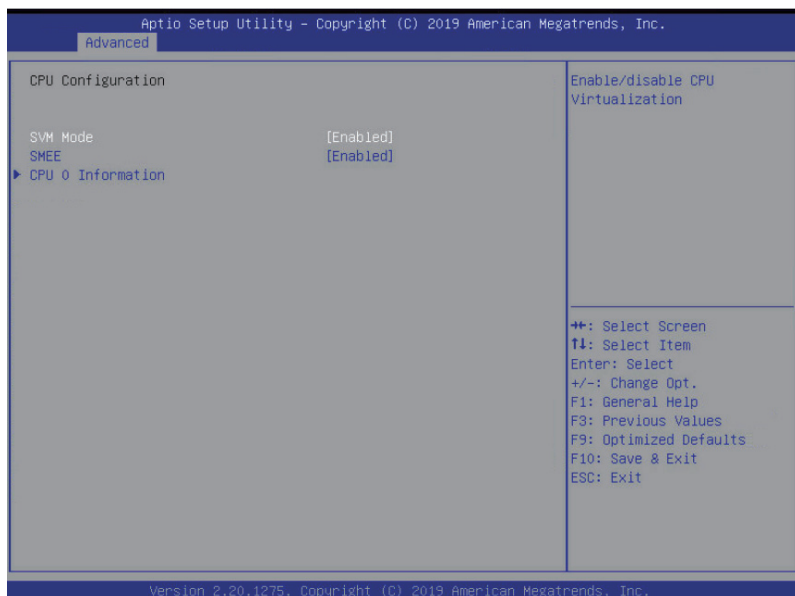 Aptio Setup Utility – Copyright (C) 2019 American Megatrends, Inc.
Advanced
CPU Configuration
SVM Mode [Enabled]
SMEE [Enabled]
CPU 0 Information
Enable/disable CPU
Virtualization
→←: Select Screen
↑↓: Select Item
Enter: Select
+/-: Change Opt.
F1: General Help
F3: Previous Values
F9: Optimized Defaults
F10: Save & Exit
ESC: Exit
Version 2.20.1275. Copyright (C) 2019 American Megatrends, Inc.